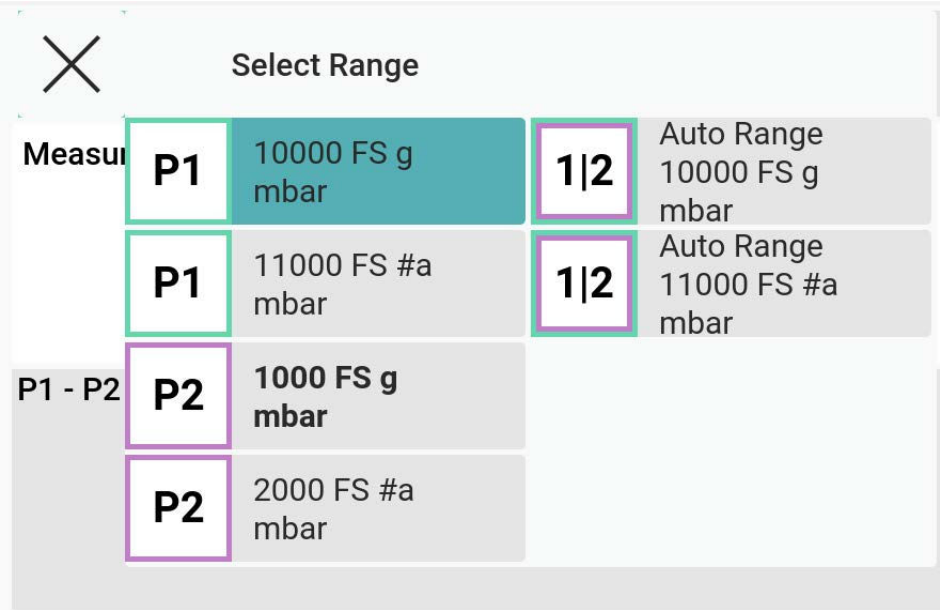 Select Range
Measur
P1
10000 FS g
mbar
1|2
Auto Range
10000 FS g
mbar
P1
11000 FS #a
mbar
1|2
Auto Range
11000 FS #a
mbar
P1 - P2
P2
1000 FS g
mbar
P2
2000 FS #a
mbar